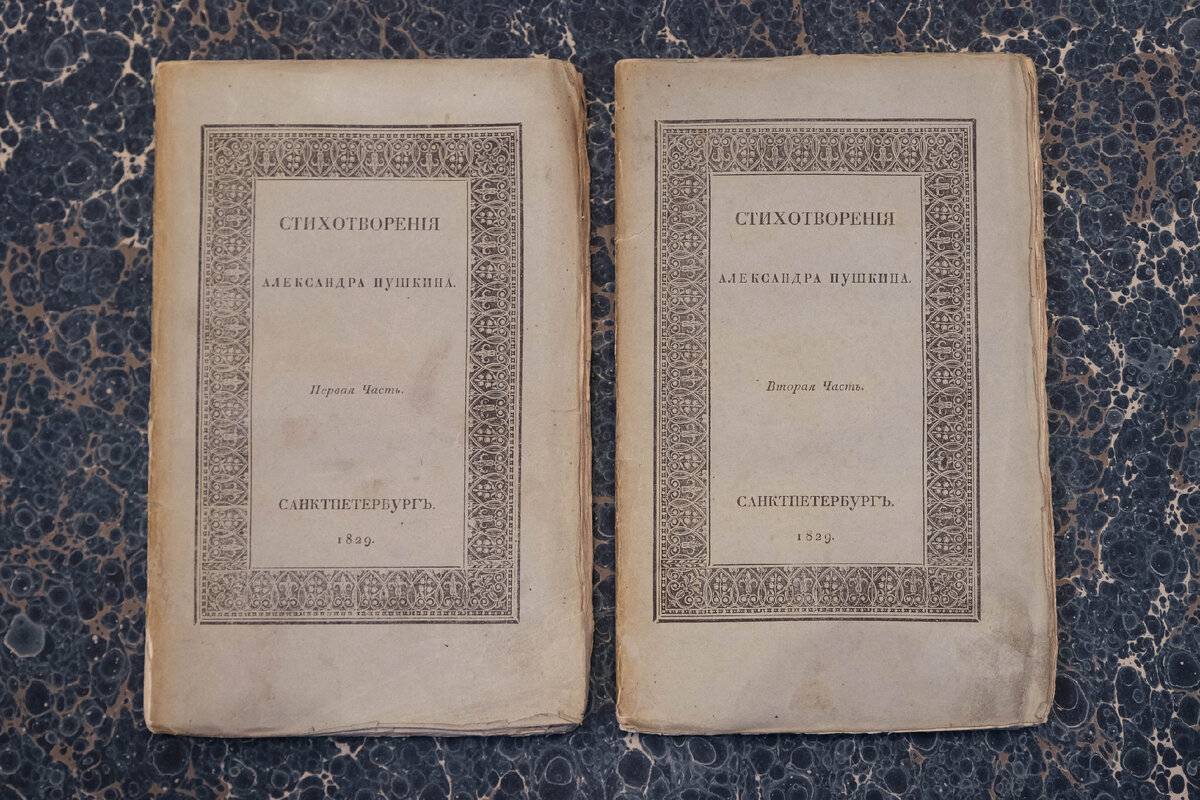 СТИХОТВОРЕНІЯ
АЛЕКСАНДРА ПУШКИНА.
Первая Часть.
САНКТПЕТЕРБУРГЪ.
1829.
СТИХОТВОРЕНІЯ
АЛЕКСАНДРА ПУШКИНА.
Вторая Часть.
САНКТПЕТЕРБУРГЪ.
1829.